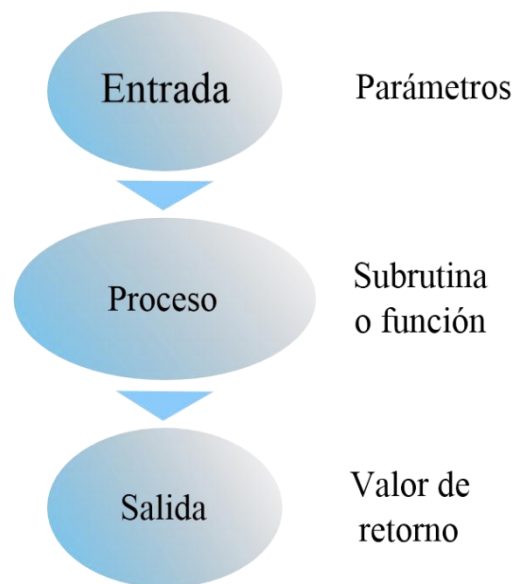 Entrada
Parámetros
Proceso
Subrutina
o función
Salida
Valor de
retorno